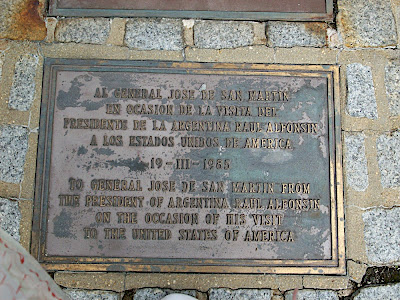 AL GENERAL JOSE DE SAN MARTIN
EN OCASION DE LA VISITA DEL
PRESIDENTE DE LA ARGENTINA RAUL ALFONSIN
A LOS ESTADOS UNIDOS DE AMERICA
19-III-1985
TO GENERAL JOSE DE SAN MARTIN FROM
THE PRESIDENT OF ARGENTINA RAUL ALFONSIN
ON THE OCCASION OF HIS VISIT
TO THE UNITED STATES OF AMERICA